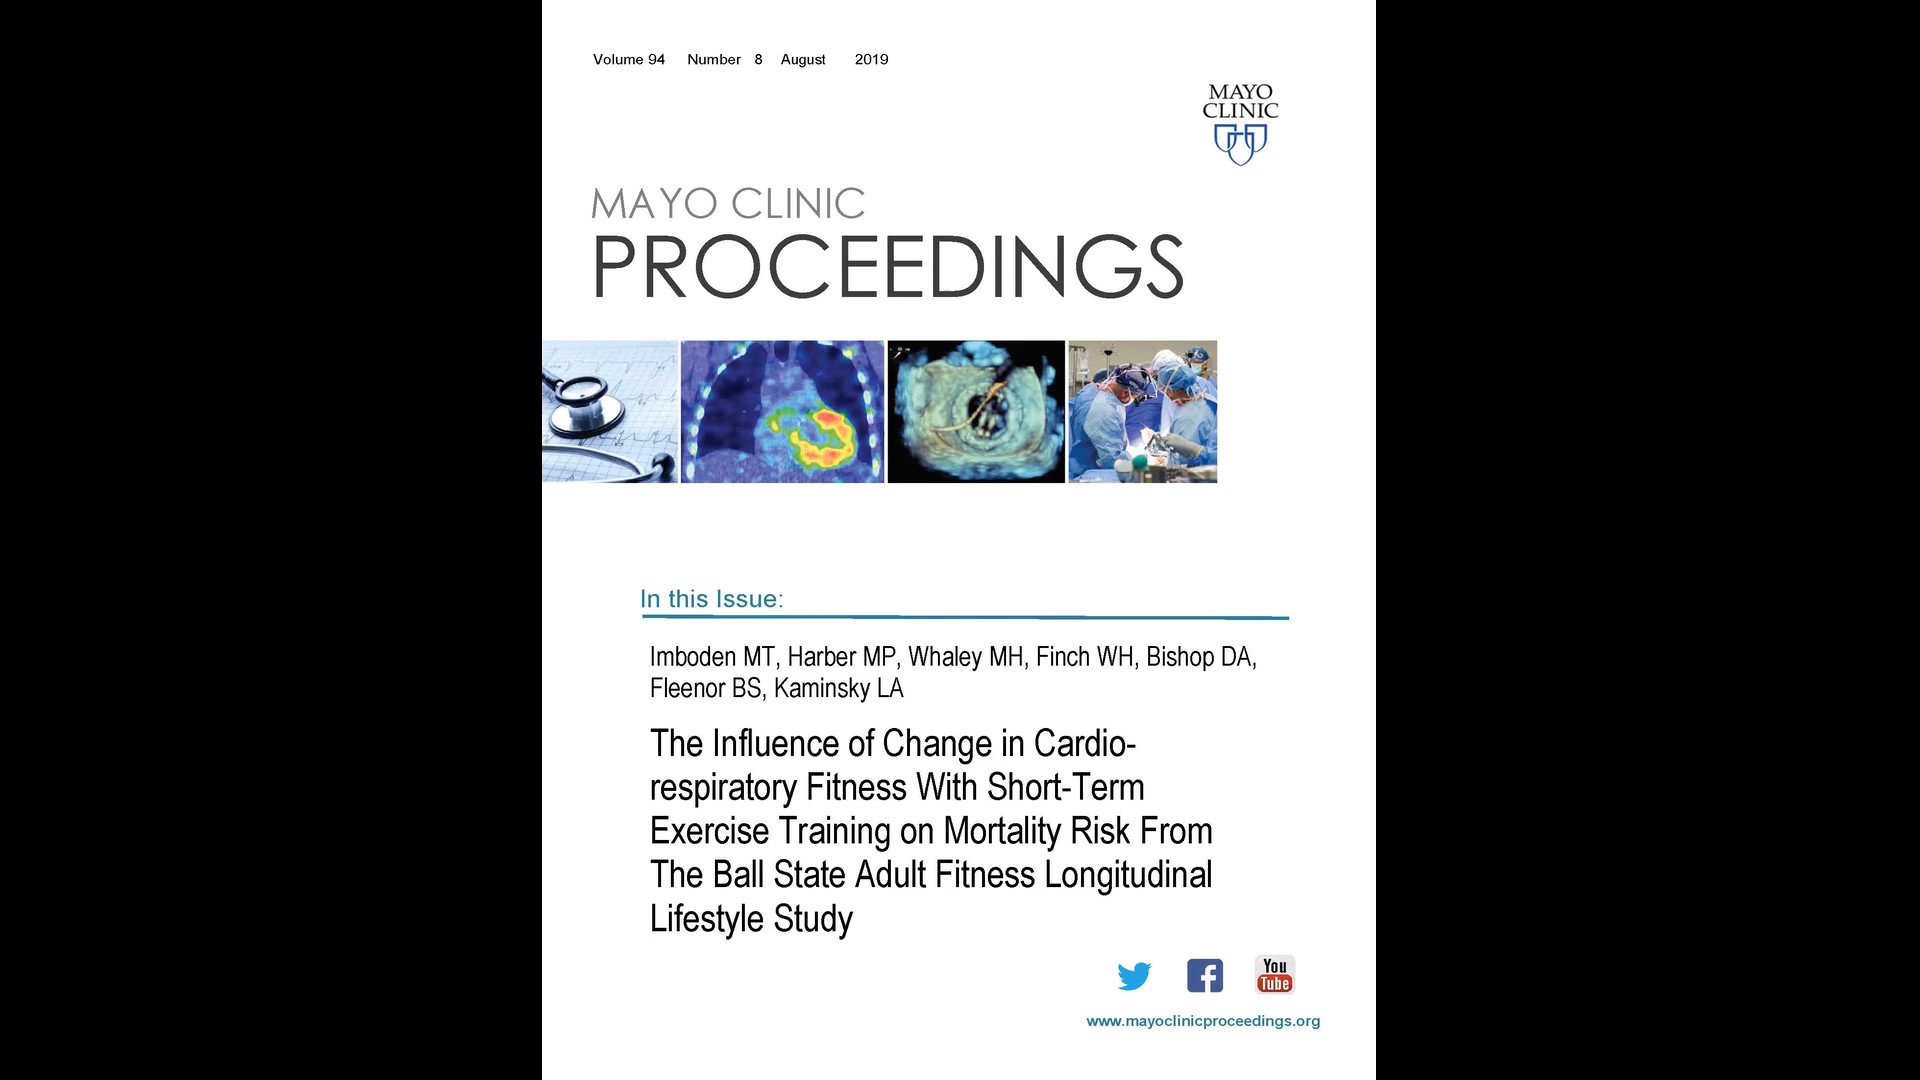 Volume 94 Number 8 August 2019
MAYO
CLINIC
MAYO CLINIC
PROCEEDINGS
In this Issue:
Imboden MT, Harber MP, Whaley MH, Finch WH, Bishop DA,
Fleenor BS, Kaminsky LA
The Influence of Change in Cardio-
respiratory Fitness With Short-Term
Exercise Training on Mortality Risk From
The Ball State Adult Fitness Longitudinal
Lifestyle Study
You
Tube
www.mayoclinicproceedings.org